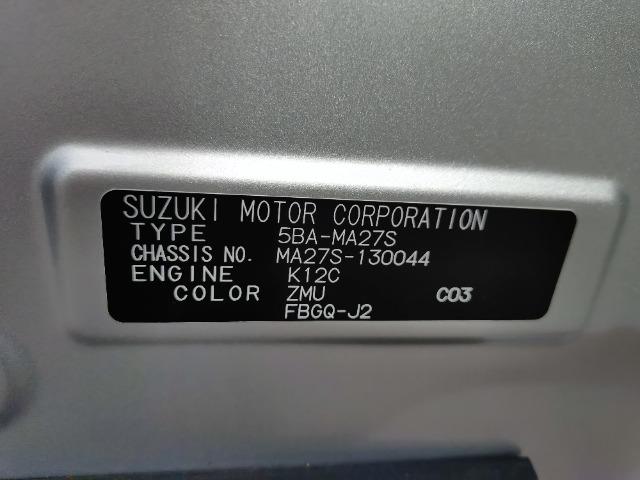 SUZUKI MOTOR CORPORATION
TYPE 5BA-MA27S
CHASSIS NO. MA27S-130044
ENGINE K12C
COLOR ZMU C03
FBGQ-J2